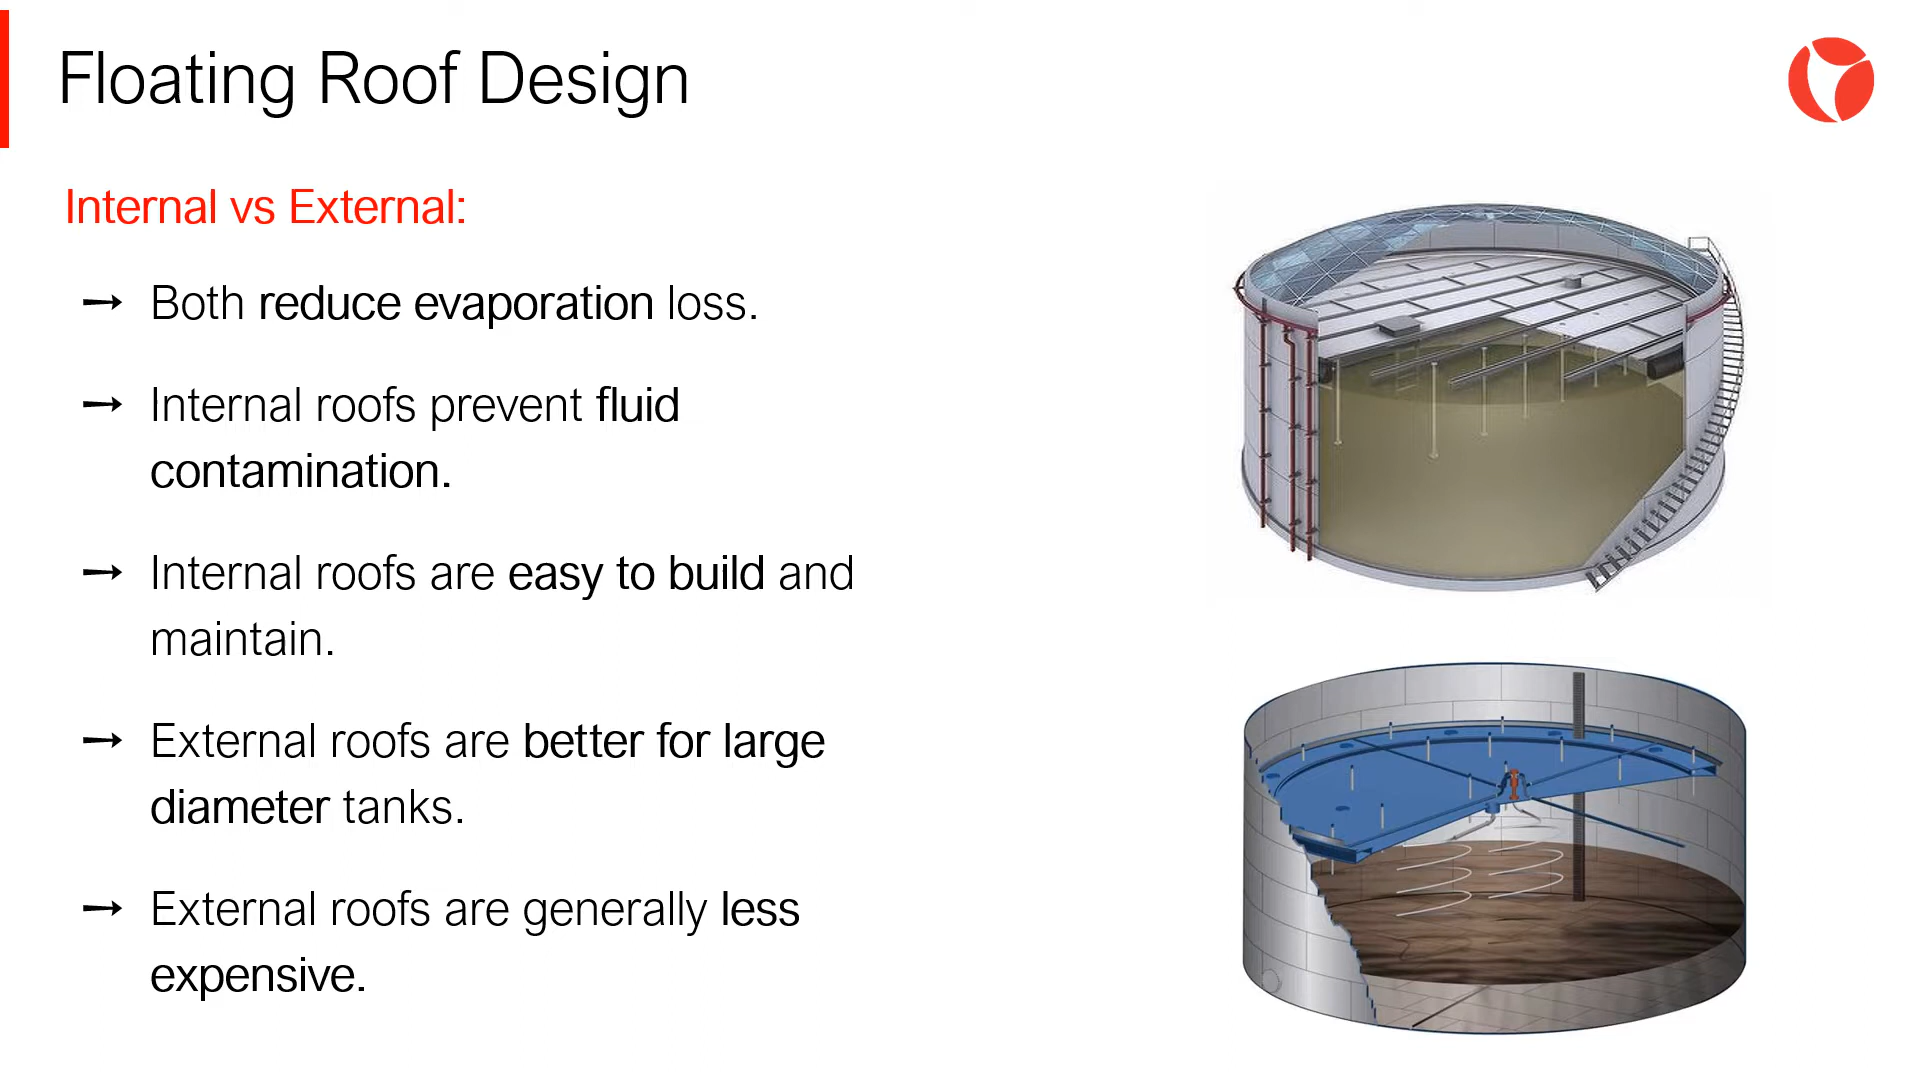 Floating Roof Design
Internal vs External:
Both reduce evaporation loss.
Internal roofs prevent fluid
contamination.
Internal roofs are easy to build and
maintain.
External roofs are better for large
diameter tanks.
External roofs are generally less
expensive.